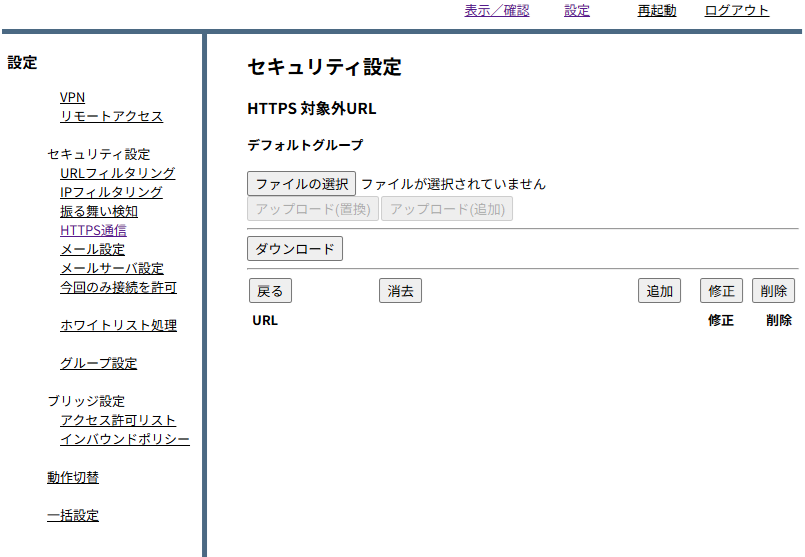 表示／確認 設定 再起動 ログアウト
設定
VPN
リモートアクセス
セキュリティ設定
URLフィルタリング
IPフィルタリング
振る舞い検知
HTTPS通信
メール設定
メールサーバ設定
今回のみ接続を許可
ホワイトリスト処理
グループ設定
ブリッジ設定
アクセス許可リスト
インバウンドポリシー
動作切替
一括設定
セキュリティ設定
HTTPS 対象外URL
デフォルトグループ
ファイルの選択 ファイルが選択されていません
アップロード(置換) アップロード(追加)
ダウンロード
戻る 消去 追加 修正 削除
URL 修正 削除